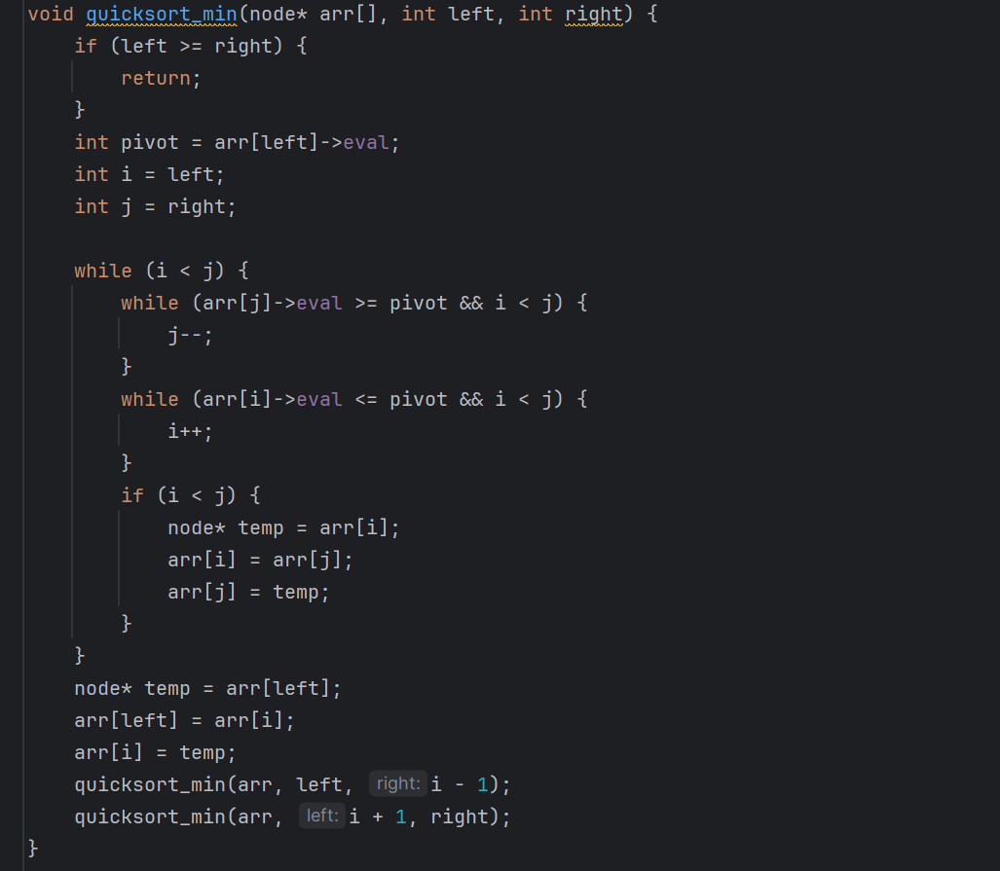 void quicksort_min(node* arr[], int left, int right) {
    if (left >= right) {
        return;
    }
    int pivot = arr[left]->eval;
    int i = left;
    int j = right;

    while (i < j) {
        while (arr[j]->eval >= pivot && i < j) {
            j--;
        }
        while (arr[i]->eval <= pivot && i < j) {
            i++;
        }
        if (i < j) {
            node* temp = arr[i];
            arr[i] = arr[j];
            arr[j] = temp;
        }
    }
    node* temp = arr[left];
    arr[left] = arr[i];
    arr[i] = temp;
    quicksort_min(arr, left, right: i - 1);
    quicksort_min(arr, left: i + 1, right);
}